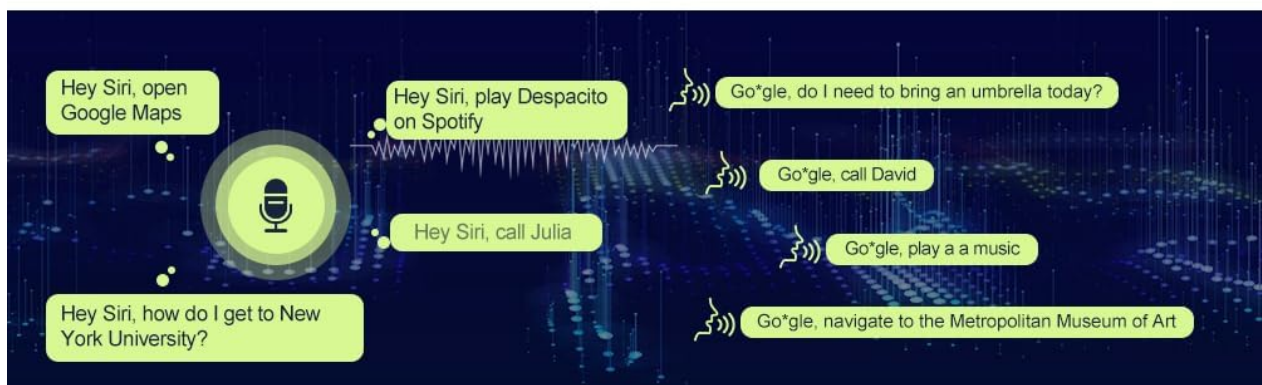 Hey Siri, open
Google Maps
Hey Siri, play Despacito
on Spotify
Hey Siri, call Julia
Hey Siri, how do I get to New
York University?
Go*gle, do I need to bring an umbrella today?
Go*gle, call David
Go*gle, play a a music
Go*gle, navigate to the Metropolitan Museum of Art